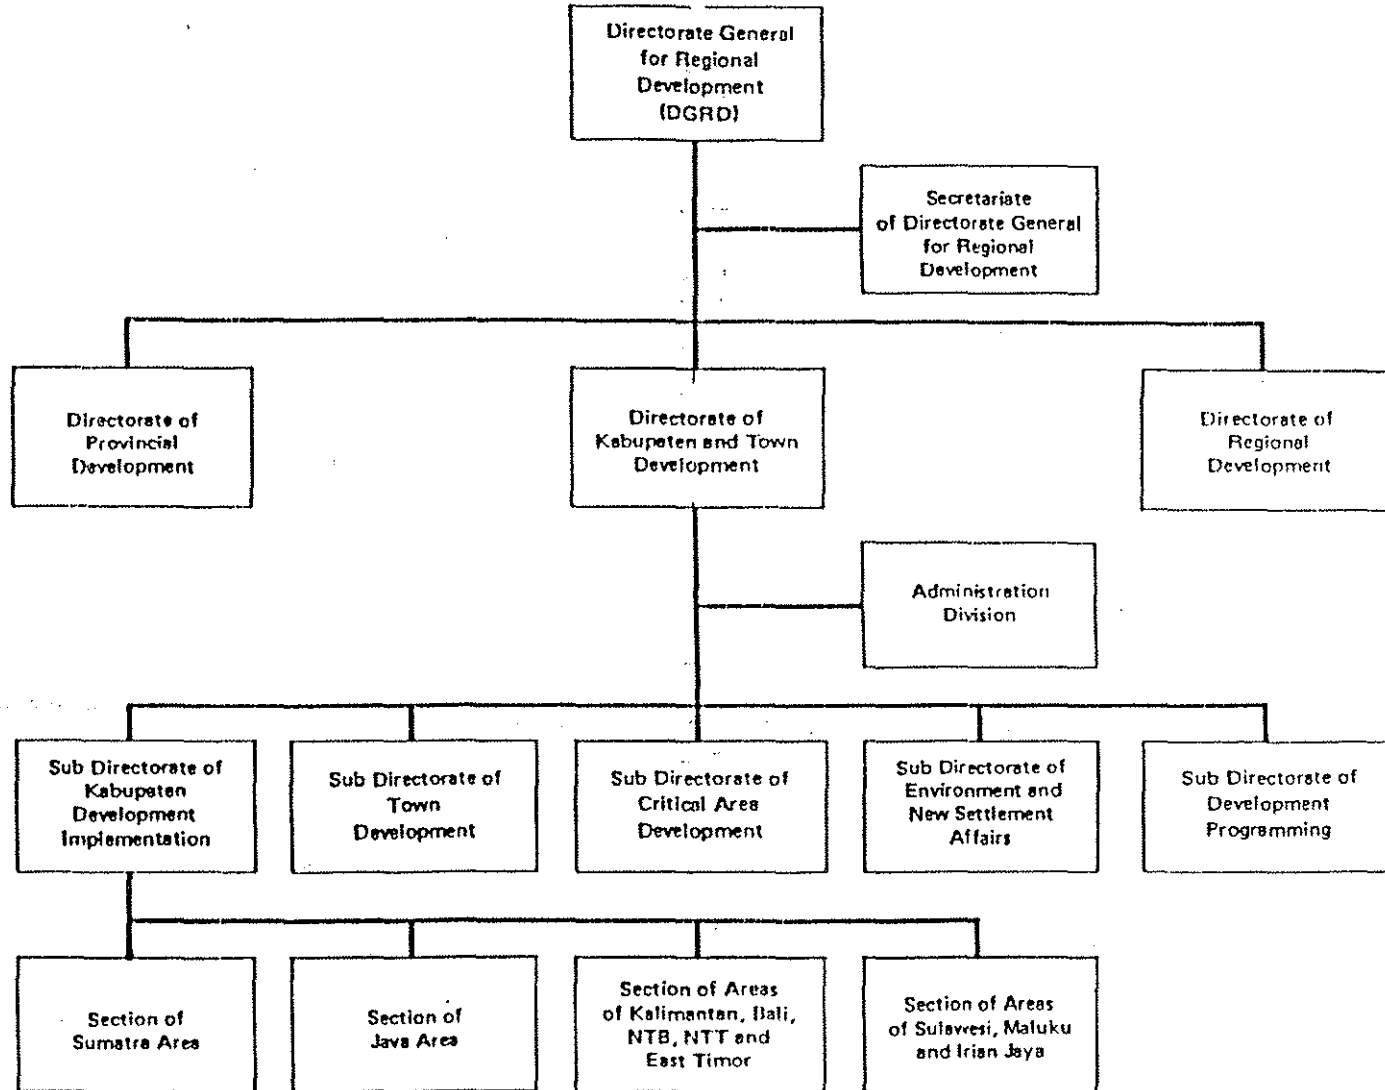 Directorate General
for Regional
Development
(DGRD)
Secretariate
of Directorate General
for Regional
Development
Directorate of
Provincial
Development
Directorate of
Kabupaten and Town
Development
Directorate of
Regional
Development
Administration
Division
Sub Directorate of
Kabupaten
Development
Implementation
Sub Directorate of
Town
Development
Sub Directorate of
Critical Area
Development
Sub Directorate of
Environment and
New Settlement
Affairs
Sub Directorate of
Development
Programming
Section of
Sumatra Area
Section of
Java Area
Section of Areas
of Kalimantan, Bali,
NTB, NTT and
East Timor
Section of Areas
of Sulawesi, Maluku
and Irian Jaya